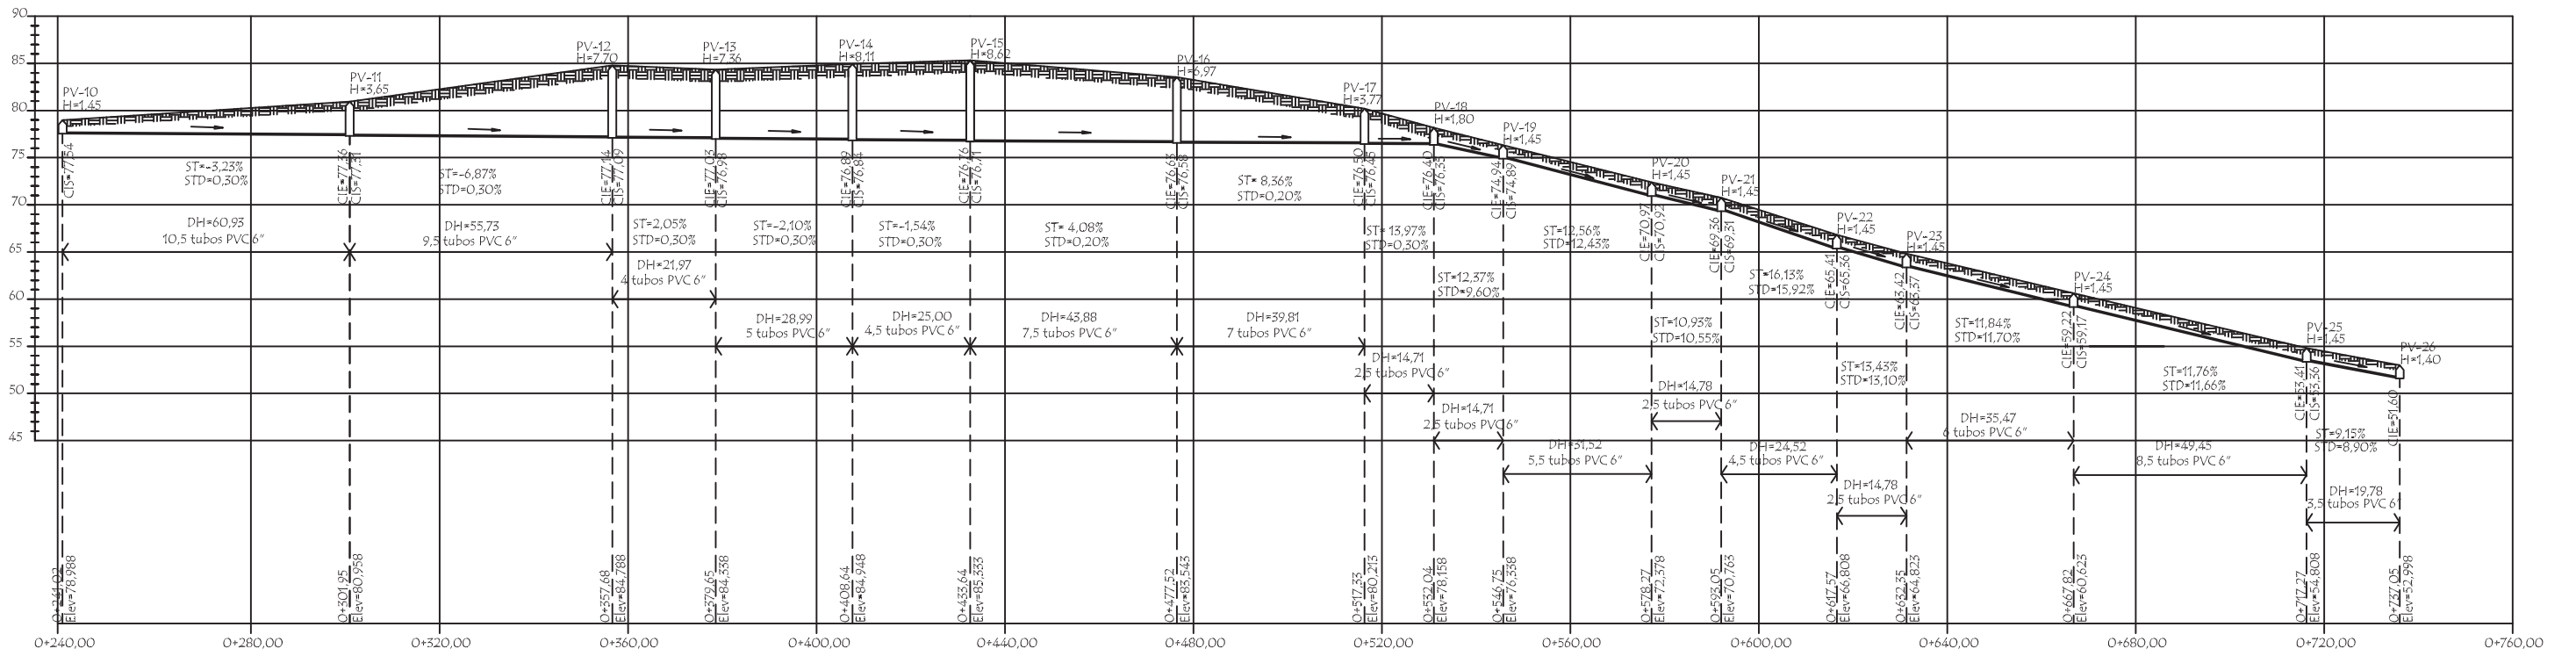 90
85
80
75
70
65
60
55
50
45
PV-10
H=1,45
PV-11
H=3,65
PV-12
H=7,70
PV-13
H=7,36
PV-14
H=8,11
PV-15
H=8,62
PV-16
H=6,97
PV-17
H=3,77
PV-18
H=1,80
PV-19
H=1,45
PV-20
H=1,45
PV-21
H=1,45
PV-22
H=1,45
PV-23
H=1,45
PV-24
H=1,45
PV-25
H=1,45
PV-26
H=1,40
CIS=77,54
CIE=77,36
CIS=77,31
CIE=77,14
CIS=77,09
CIE=77,03
CIS=76,98
CIE=76,89
CIS=76,84
CIE=76,76
CIS=76,71
CIE=76,63
CIS=76,58
CIE=76,50
CIS=76,45
CIE=76,40
CIS=76,35
CIE=74,94
CIS=74,89
CIE=70,97
CIS=70,92
CIE=69,36
CIS=69,31
CIE=65,41
CIS=65,36
CIE=63,42
CIS=63,37
CIE=59,22
CIS=59,17
CIE=53,41
CIS=53,36
CIE=51,60
ST=-3,23%
STD=0,30%
ST=-6,87%
STD=0,30%
ST=2,05%
STD=0,30%
ST=-2,10%
STD=0,30%
ST=-1,54%
STD=0,30%
ST= 4,08%
STD=0,20%
ST= 8,36%
STD=0,20%
ST= 13,97%
STD=0,30%
ST=12,37%
STD=9,60%
ST=12,56%
STD=12,43%
ST=10,93%
STD=10,55%
ST=16,13%
STD=15,92%
ST=13,43%
STD=13,10%
ST=11,84%
STD=11,70%
ST=11,76%
STD=11,66%
ST=9,15%
STD=8,90%
DH=60,93
10,5 tubos PVC 6"
DH=55,73
9,5 tubos PVC 6"
DH=21,97
4 tubos PVC 6"
DH=28,99
5 tubos PVC 6"
DH=25,00
4,5 tubos PVC 6"
DH=43,88
7,5 tubos PVC 6"
DH=39,81
7 tubos PVC 6"
DH=14,71
2,5 tubos PVC 6"
DH=14,71
2,5 tubos PVC 6"
DH=31,52
5,5 tubos PVC 6"
DH=14,78
2,5 tubos PVC 6"
DH=24,52
4,5 tubos PVC 6"
DH=14,78
2,5 tubos PVC 6"
DH=35,47
6 tubos PVC 6"
DH=49,45
8,5 tubos PVC 6"
DH=19,78
3,5 tubos PVC 6"
0+241,02
Elev=78,988
0+301,95
Elev=80,958
0+357,68
Elev=84,788
0+379,65
Elev=84,338
0+408,64
Elev=84,948
0+433,64
Elev=85,333
0+477,52
Elev=83,543
0+517,33
Elev=80,213
0+532,04
Elev=78,158
0+546,75
Elev=76,338
0+578,27
Elev=72,378
0+593,05
Elev=70,763
0+617,57
Elev=66,808
0+632,35
Elev=64,823
0+667,82
Elev=60,623
0+717,27
Elev=54,808
0+737,05
Elev=52,998
0+240,00
0+280,00
0+320,00
0+360,00
0+400,00
0+440,00
0+480,00
0+520,00
0+560,00
0+600,00
0+640,00
0+680,00
0+720,00
0+760,00